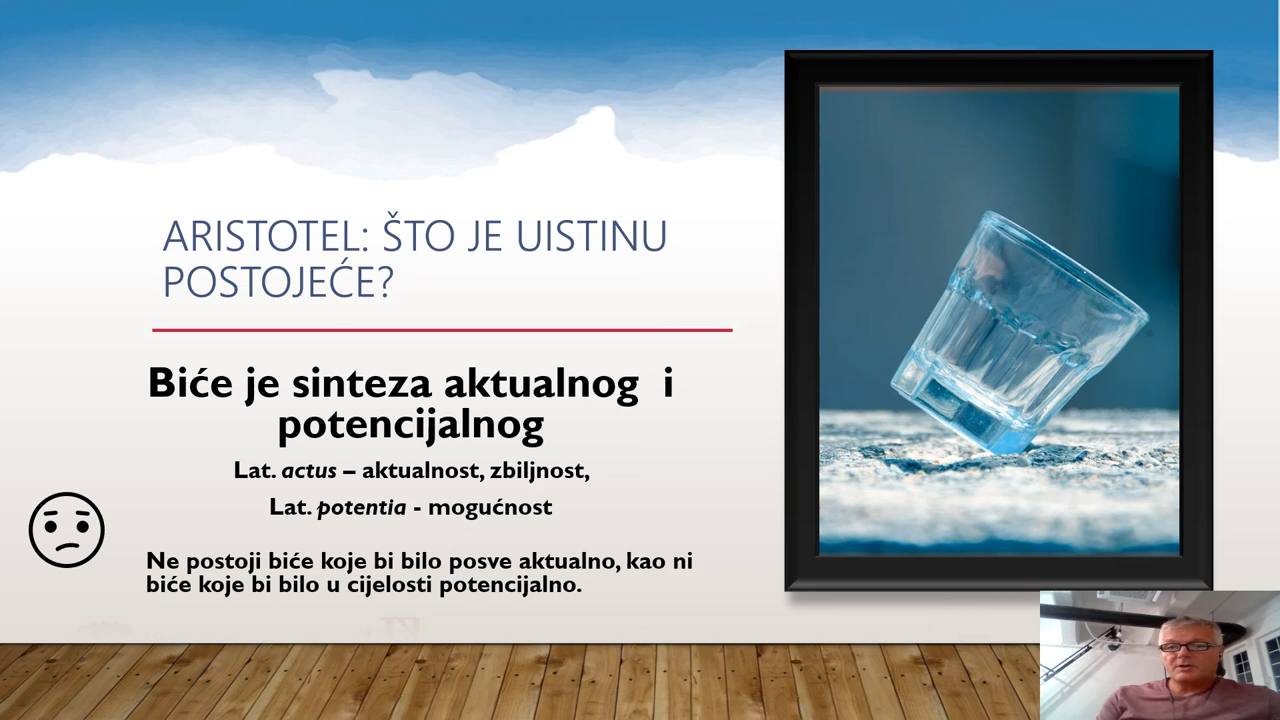 ARISTOTEL: ŠTO JE UISTINU
POSTOJEĆE?
Biće je sinteza aktualnog i
potencijalnog
Lat. actus – aktualnost, zbiljnost,
Lat. potentia - mogućnost
Ne postoji biće koje bi bilo posve aktualno, kao ni
biće koje bi bilo u cijelosti potencijalno.